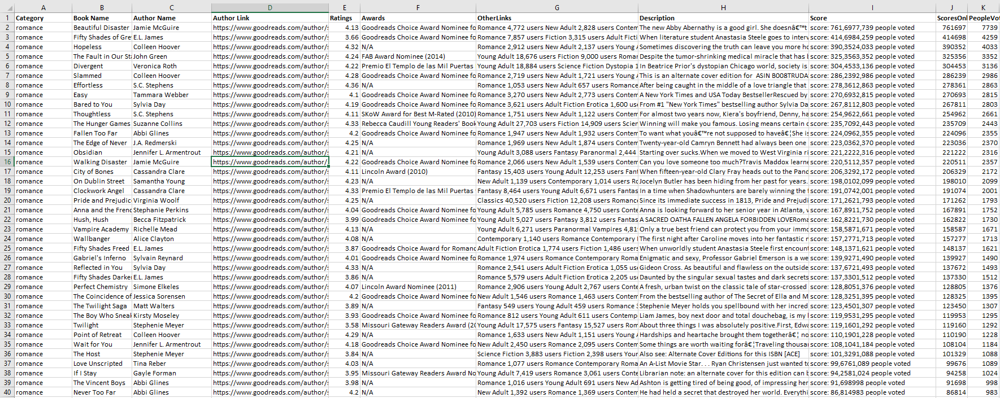 A B C D E F G H I J K
1 Category Book Name Author Name Author Link Ratings Awards OtherLinks Description Score ScoresOnl PeopleVot
2 romance Beautiful Disaster Jamie McGuire https://www.goodreads.com/author/s 4.13 Goodreads Choice Award Nominee fo Romance 4,772 users New Adult 2,828 users Contem The new Abby Abernathy is a good girl. She doesnâ€™t score: 761,6977,739 people voted 761697 7739
3 romance Fifty Shades of Gre E.L. James https://www.goodreads.com/author/s 3.66 Goodreads Choice Award Nominee fo Romance 7,857 users Fiction 3,315 users Adult Ficti When literature student Anastasia Steele goes to interv score: 414,6984,259 people voted 414698 4259
4 romance Hopeless Colleen Hoover https://www.goodreads.com/author/s 4.32 N/A Romance 2,912 users New Adult 2,137 users Young A Sometimes discovering the truth can leave you more ho score: 390,3524,033 people voted 390352 4033
5 romance The Fault in Our Sta John Green https://www.goodreads.com/author/s 4.24 FAB Award Nominee (2014) Young Adult 18,676 users Fiction 9,000 users Roman Despite the tumor-shrinking medical miracle that has b score: 325,3563,352 people voted 325356 3352
6 romance Divergent Veronica Roth https://www.goodreads.com/author/s 4.22 Premio El Templo de las Mil Puertas Young Adult 18,884 users Science Fiction Dystopia 1 In Beatrice Prior's dystopian Chicago world, society is score: 304,4533,136 people voted 304453 3136
7 romance Slammed Colleen Hoover https://www.goodreads.com/author/s 4.28 Goodreads Choice Award Nominee fo Romance 2,719 users New Adult 1,721 users Young A This is an alternate cover edition for ASIN B008TRUDA score: 286,2392,986 people voted 286239 2986
8 romance Effortless S.C. Stephens https://www.goodreads.com/author/s 4.36 N/A Romance 1,053 users New Adult 657 users Romance After being caught in the middle of a love triangle that score: 278,3612,863 people voted 278361 2863
9 romance Easy Tammara Webber https://www.goodreads.com/author/s 4.1 Goodreads Choice Award Nominee fo Romance 3,270 users New Adult 2,773 users Contem A New York Times and USA Today BestsellerRescued by score: 270,6932,815 people voted 270693 2815
10 romance Bared to You Sylvia Day https://www.goodreads.com/author/s 4.19 Goodreads Choice Award Nominee fo Romance 3,621 users Adult Fiction Erotica 1,600 use From #1 "New York Times" bestselling author Sylvia Da score: 267,8112,803 people voted 267811 2803
11 romance Thoughtless S.C. Stephens https://www.goodreads.com/author/s 4.11 SKoW Award for Best M-Rated (2010) Romance 1,751 users New Adult 1,122 users Contem For almost two years now, Kiera's boyfriend, Denny, ha score: 254,9622,661 people voted 254962 2661
12 romance The Hunger Games Suzanne Collins https://www.goodreads.com/author/s 4.33 Rebecca Caudill Young Readers' Book Young Adult 27,703 users Fiction 14,909 users Scien Winning will make you famous. Losing means certain d score: 235,7092,443 people voted 235709 2443
13 romance Fallen Too Far Abbi Glines https://www.goodreads.com/author/s 4.2 Goodreads Choice Award Nominee fo Romance 1,947 users New Adult 1,932 users Contem To want what youâ€™re not supposed to haveâ€¦She is score: 224,0962,355 people voted 224096 2355
14 romance The Edge of Never J.A. Redmerski https://www.goodreads.com/author/s 4.25 N/A Romance 1,969 users New Adult 1,874 users Contem Twenty-year-old Camryn Bennett had always been one score: 223,0362,370 people voted 223036 2370
15 romance Obsidian Jennifer L. Armentrout https://www.goodreads.com/author/s 4.21 N/A Young Adult 3,088 users Fantasy Paranormal 2,444 Starting over sucks.When we moved to West Virginia ri score: 221,2222,316 people voted 221222 2316
16 romance Walking Disaster Jamie McGuire https://www.goodreads.com/author/ 4.22 Goodreads Choice Award Nominee fo Romance 2,066 users New Adult 1,539 users Contem Can you love someone too much?Travis Maddox learne score: 220,5112,357 people voted 220511 2357
17 romance City of Bones Cassandra Clare https://www.goodreads.com/author/s 4.11 Lincoln Award (2010) Fantasy 15,403 users Young Adult 12,253 users Fant When fifteen-year-old Clary Fray heads out to the Pand score: 206,3292,172 people voted 206329 2172
18 romance On Dublin Street Samantha Young https://www.goodreads.com/author/s 4.23 N/A New Adult 1,139 users Contemporary 1,014 users Ro Jocelyn Butler has been hiding from her past for years. score: 198,0102,099 people voted 198010 2099
19 romance Clockwork Angel Cassandra Clare https://www.goodreads.com/author/s 4.33 Premio El Templo de las Mil Puertas Fantasy 8,464 users Young Adult 6,671 users Fantas In a time when Shadowhunters are barely winning the f score: 191,0742,001 people voted 191074 2001
20 romance Pride and Prejudic Virginia Woolf https://www.goodreads.com/author/s 4.25 N/A Classics 40,520 users Fiction 12,208 users Romance Since its immediate success in 1813, Pride and Prejudi score: 171,2621,793 people voted 171262 1793
21 romance Anna and the Frenc Stephanie Perkins https://www.goodreads.com/author/s 4.04 Goodreads Choice Award Nominee fo Young Adult 5,785 users Romance 4,750 users Conte Anna is looking forward to her senior year in Atlanta, w score: 167,8911,752 people voted 167891 1752
22 romance Hush, Hush Becca Fitzpatrick https://www.goodreads.com/author/s 3.99 Goodreads Choice Award Nominee fo Young Adult 5,027 users Fantasy 3,812 users Fantas A SACRED OATHA FALLEN ANGELA FORBIDDEN LOVERoma score: 162,8221,730 people voted 162822 1730
23 romance Vampire Academy Richelle Mead https://www.goodreads.com/author/s 4.13 N/A Young Adult 6,271 users Paranormal Vampires 4,819 Only a true best friend can protect you from your immo score: 158,5871,671 people voted 158587 1671
24 romance Wallbanger Alice Clayton https://www.goodreads.com/author/s 4.08 N/A Contemporary 1,140 users Romance Contemporary The first night after Caroline moves into her fantastic n score: 157,2771,713 people voted 157277 1713
25 romance Fifty Shades Freed E.L. James https://www.goodreads.com/author/s 3.87 Goodreads Choice Award for Romanc Adult Fiction Erotica 1,774 users Fiction 1,486 users When unworldly student Anastasia Steele first encount score: 148,1371,621 people voted 148137 1621
26 romance Gabriel's Inferno Sylvain Reynard https://www.goodreads.com/author/s 4.01 Goodreads Choice Award Nominee fo Romance 1,974 users Romance Contemporary Roma Enigmatic and sexy, Professor Gabriel Emerson is a we score: 139,9271,490 people voted 139927 1490
27 romance Reflected in You Sylvia Day https://www.goodreads.com/author/s 4.33 N/A Romance 2,541 users Adult Fiction Erotica 1,055 use Gideon Cross. As beautiful and flawless on the outside score: 137,6721,493 people voted 137672 1493
28 romance Fifty Shades Darke E.L. James https://www.goodreads.com/author/s 3.86 N/A Romance 5,579 users Adult Fiction Erotica 2,205 use Daunted by the singular sexual tastes and dark secrets score: 137,3301,512 people voted 137330 1512
29 romance Perfect Chemistry Simone Elkeles https://www.goodreads.com/author/s 4.07 Lincoln Award Nominee (2011) Romance 2,906 users Young Adult 2,767 users Conte A fresh, urban twist on the classic tale of star-crossed score: 128,8051,376 people voted 128805 1376
30 romance The Coincidence of Jessica Sorensen https://www.goodreads.com/author/s 4.2 Goodreads Choice Award Nominee fo New Adult 1,546 users Romance 1,463 users Contem From the bestselling author of The Secret of Ella and M score: 128,3251,395 people voted 128325 1395
31 romance The Twilight Saga Matt Walters https://www.goodreads.com/author/s 3.89 N/A Fantasy 549 users Young Adult 459 users Romance 3 Stephenie Meyer holds you spellbound with her incred score: 123,4501,307 people voted 123450 1307
32 romance The Boy Who Sneak Kirsty Moseley https://www.goodreads.com/author/s 3.93 Goodreads Choice Award Nominee fo Romance 812 users Young Adult 611 users Contemp Liam James, boy next door and total douchebag, is my b score: 119,9531,295 people voted 119953 1295
33 romance Twilight Stephenie Meyer https://www.goodreads.com/author/s 3.58 Missouri Gateway Readers Award (20 Young Adult 17,575 users Fantasy 15,527 users Rom About three things I was absolutely positive.First, Edwa score: 119,1601,292 people voted 119160 1292
34 romance Point of Retreat Colleen Hoover https://www.goodreads.com/author/s 4.29 N/A Romance 1,633 users New Adult 1,151 users Young A Hardships and heartache brought them togetherâ€¦ no score: 110,1901,228 people voted 110190 1228
35 romance Wait for You Jennifer L. Armentrout https://www.goodreads.com/author/s 4.18 Goodreads Choice Award Nominee fo New Adult 2,450 users Romance 2,095 users Contem Some things are worth waiting forâ€¦Traveling thousa score: 108,1041,184 people voted 108104 1184
36 romance The Host Stephenie Meyer https://www.goodreads.com/author/s 3.84 N/A Science Fiction 3,883 users Fiction 2,398 users Your Also see: Alternate Cover Editions for this ISBN [ACE] score: 101,3291,088 people voted 101329 1088
37 romance Love Unscripted Tina Reber https://www.goodreads.com/author/s 4.03 N/A Romance 1,077 users Romance Contemporary Roma An A-List Movie Star. . . Ryan Christensen just wanted to score: 99,6761,089 people voted 99676 1089
38 romance If I Stay Gayle Forman https://www.goodreads.com/author/s 3.95 Missouri Gateway Readers Award No Young Adult 7,419 users Romance 3,061 users Conte Librarian note: an alternate cover for this edition can b score: 94,2581,024 people voted 94258 1024
39 romance The Vincent Boys Abbi Glines https://www.goodreads.com/author/s 3.98 N/A Romance 1,016 users Young Adult 691 users New Ad Ashton is getting tired of being good, of impressing her score: 91,698998 people voted 91698 998
40 romance Never Too Far Abbi Glines https://www.goodreads.com/author/s 4.2 N/A New Adult 1,392 users Romance 1,369 users Contem He had held a secret that destroyed her world. Everythi score: 86,814983 people voted 86814 983